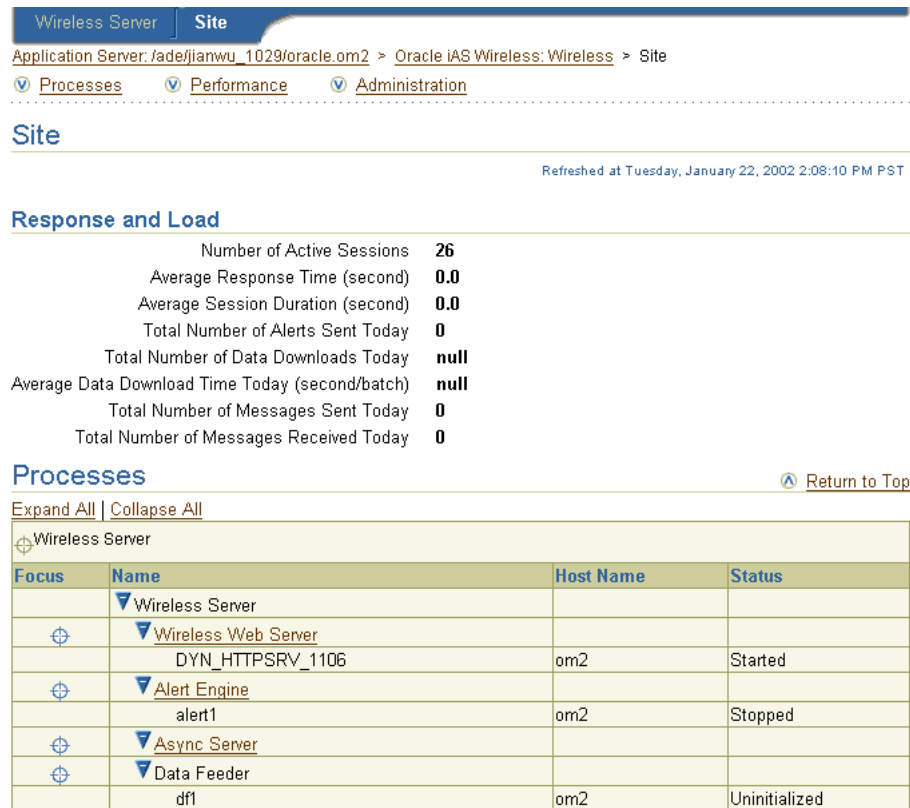 Wireless Server Site
Application Server: /ade/jianwu_1029/oracle.om2 > Oracle iAS Wireless: Wireless > Site
Processes Performance Administration
Site
Refreshed at Tuesday, January 22, 2002 2:08:10 PM PST
Response and Load
Number of Active Sessions 26
Average Response Time (second) 0.0
Average Session Duration (second) 0.0
Total Number of Alerts Sent Today 0
Total Number of Data Downloads Today null
Average Data Download Time Today (second/batch) null
Total Number of Messages Sent Today 0
Total Number of Messages Received Today 0
Processes Return to Top
Expand All | Collapse All
Wireless Server
Focus Name Host Name Status
Wireless Server
Wireless Web Server
DYN_HTTPSRV_1106 om2 Started
Alert Engine
alert1 om2 Stopped
Async Server
Data Feeder
df1 om2 Uninitialized